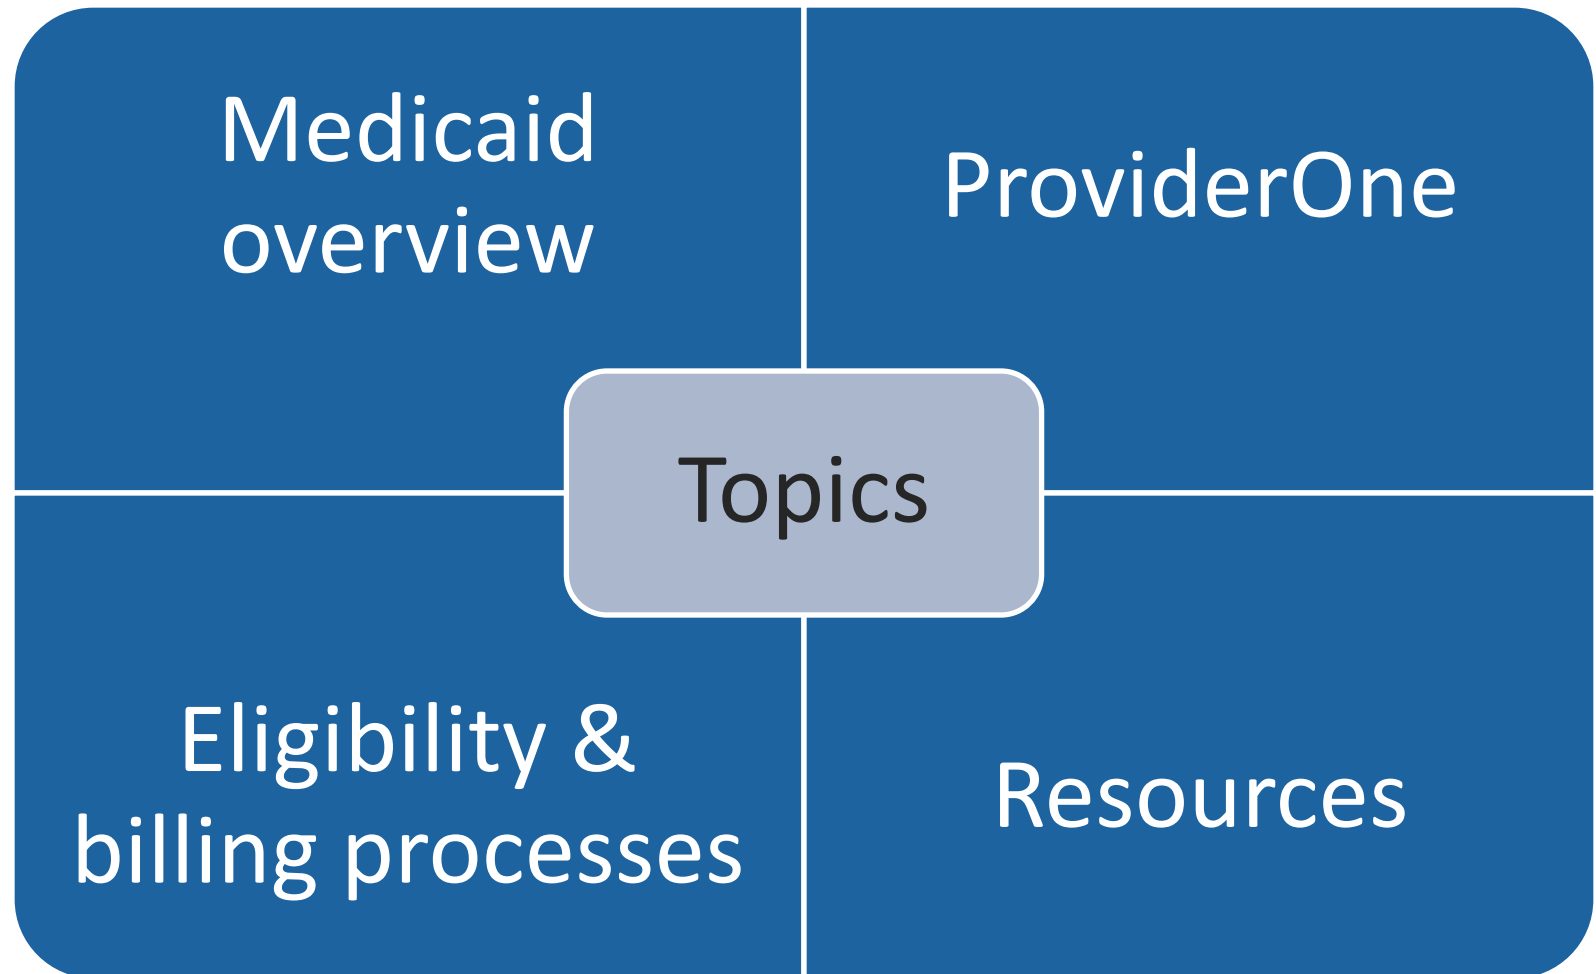 Medicaid
overview
ProviderOne
Topics
Eligibility &
billing processes
Resources